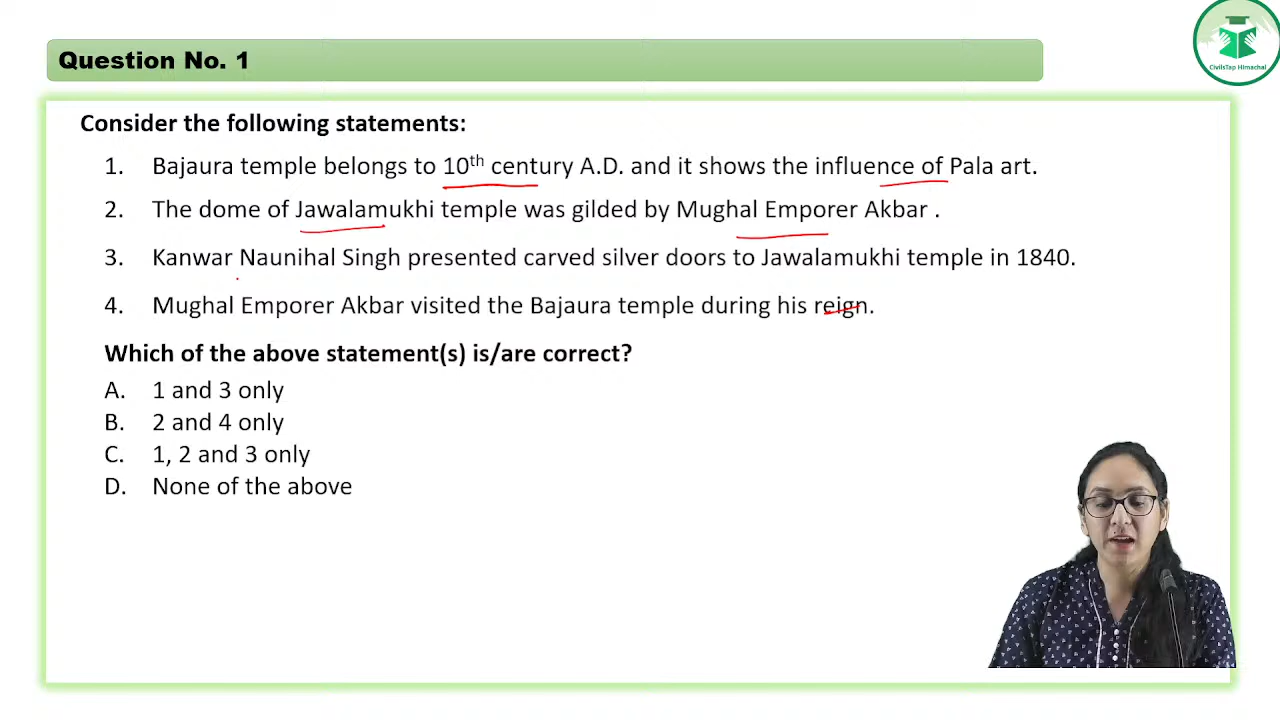 Question No. 1
CivilsTap Himachal
Consider the following statements:
1. Bajaura temple belongs to 10th century A.D. and it shows the influence of Pala art.
2. The dome of Jawalamukhi temple was gilded by Mughal Emporer Akbar .
3. Kanwar Naunihal Singh presented carved silver doors to Jawalamukhi temple in 1840.
4. Mughal Emporer Akbar visited the Bajaura temple during his reign.
Which of the above statement(s) is/are correct?
A. 1 and 3 only
B. 2 and 4 only
C. 1, 2 and 3 only
D. None of the above